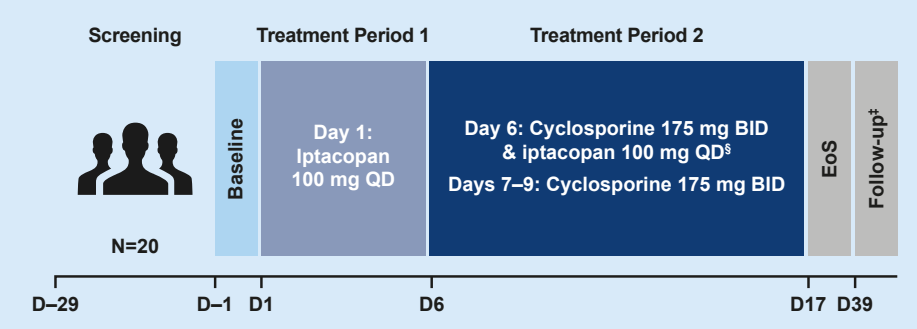 Screening
Treatment Period 1
Treatment Period 2
Baseline
Day 1:
Iptacopan
100 mg QD
Day 6: Cyclosporine 175 mg BID
& iptacopan 100 mg QD§
Days 7–9: Cyclosporine 175 mg BID
EoS
Follow-up‡
N=20
D–29
D–1
D1
D6
D17
D39